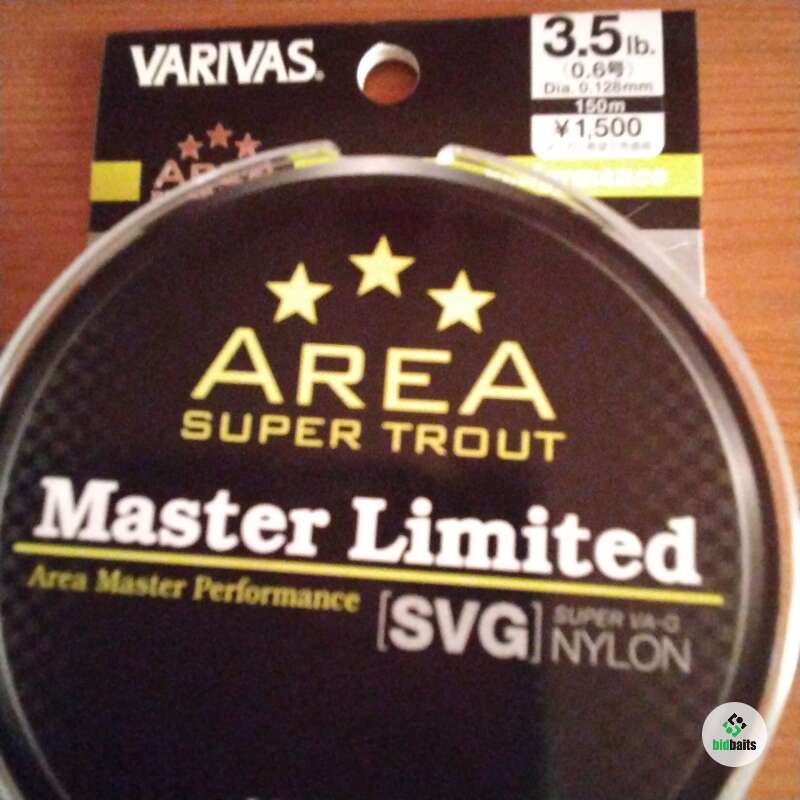 VARIVAS®
3.5lb.
(0.6号)
Dia. 0.128mm
150m
¥1,500
AREA
AREA
SUPER TROUT
Master Limited
Area Master Performance
[SVG] SUPER VA-G
NYLON
bidbaits